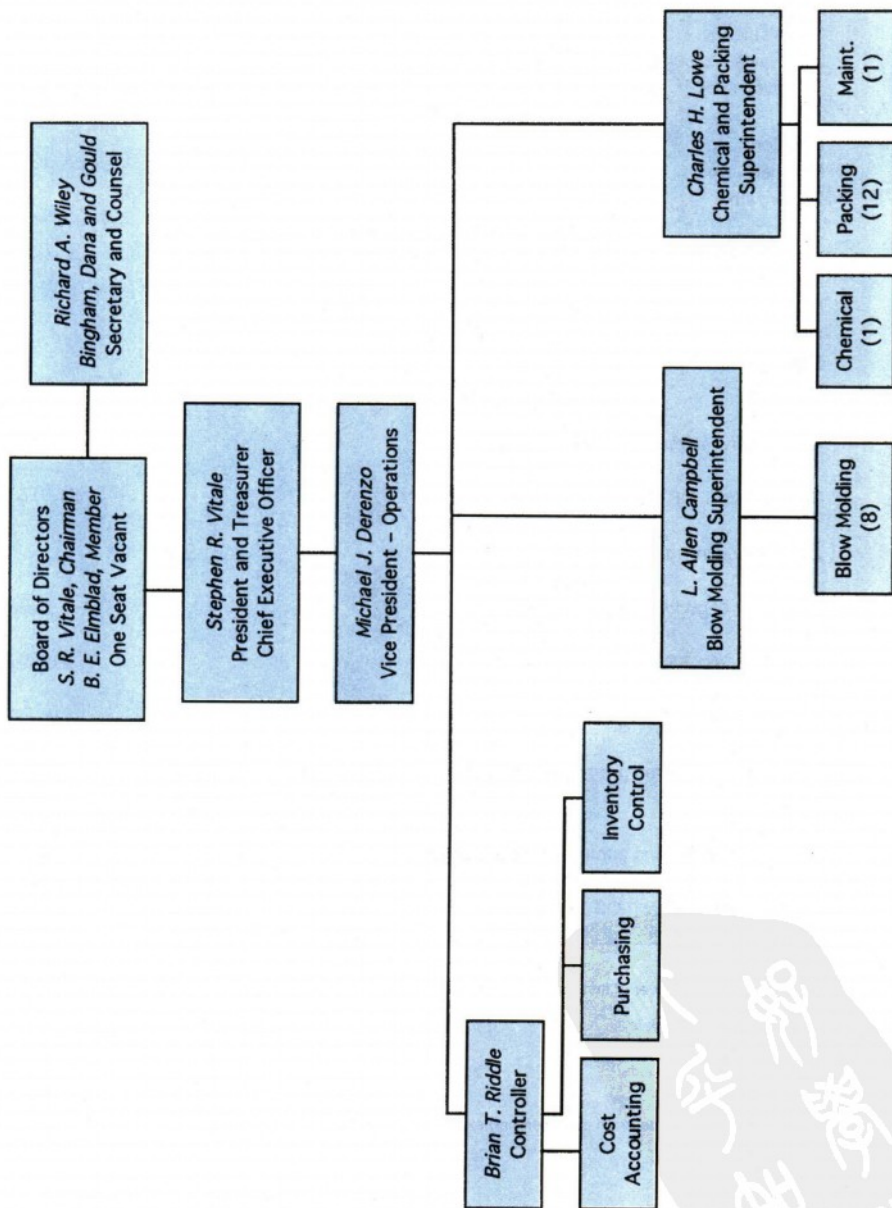 Board of Directors
S. R. Vitale, Chairman
B. E. Elmblad, Member
One Seat Vacant
Richard A. Wiley
Bingham, Dana and Gould
Secretary and Counsel
Stephen R. Vitale
President and Treasurer
Chief Executive Officer
Michael J. Derenzo
Vice President – Operations
Brian T. Riddle
Controller
Cost
Accounting
Purchasing
Inventory
Control
L. Allen Campbell
Blow Molding Superintendent
Blow Molding
(8)
Charles H. Lowe
Chemical and Packing
Superintendent
Chemical
(1)
Packing
(12)
Maint.
(1)